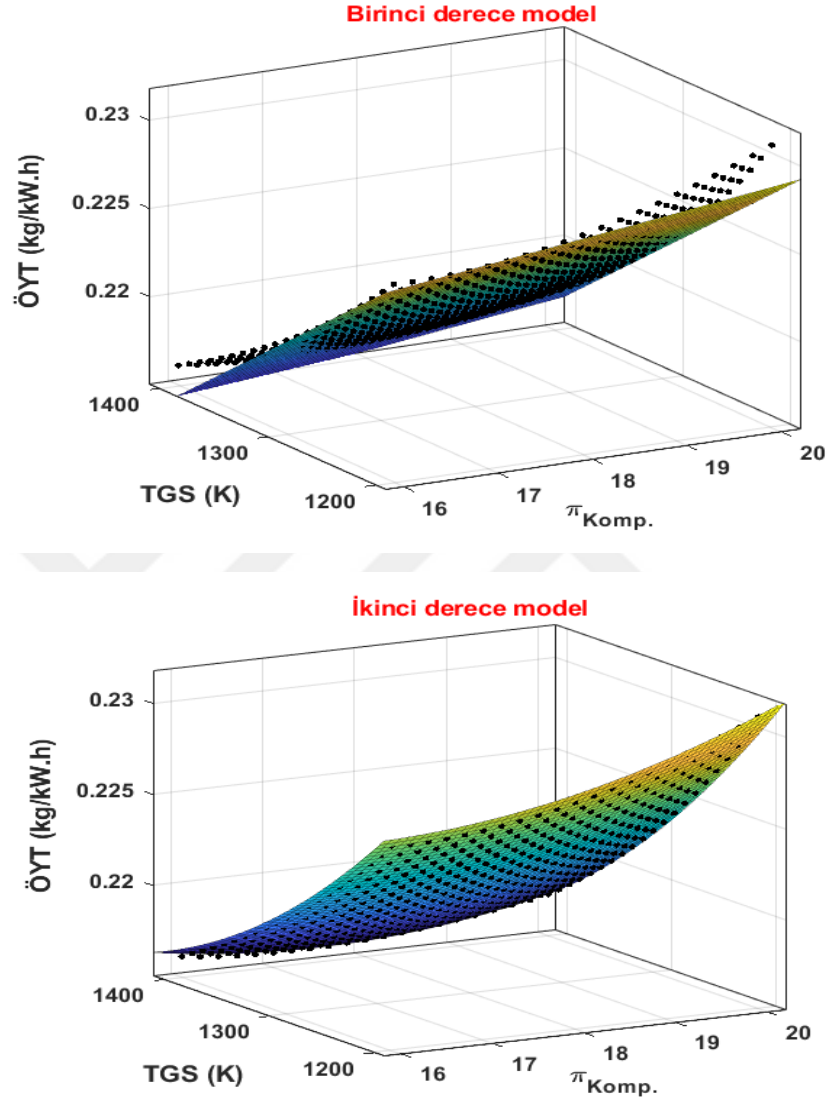 Birinci derece model
0.23
0.225
0.22
ÖYT (kg/kW.h)
1400
1300
1200
TGS (K)
16
17
18
19
20
πKomp.
İkinci derece model
0.23
0.225
0.22
ÖYT (kg/kW.h)
1400
1300
1200
TGS (K)
16
17
18
19
20
πKomp.